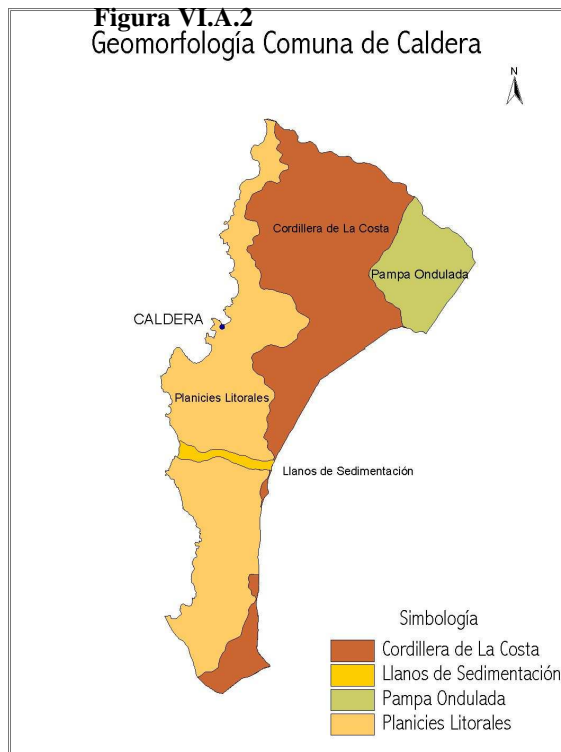 Figura VI.A.2
Geomorfología Comuna de Caldera
N
Cordillera de La Costa
Pampa Ondulada
CALDERA
Planicies Litorales
Llanos de Sedimentación
Simbología
Cordillera de La Costa
Llanos de Sedimentación
Pampa Ondulada
Planicies Litorales